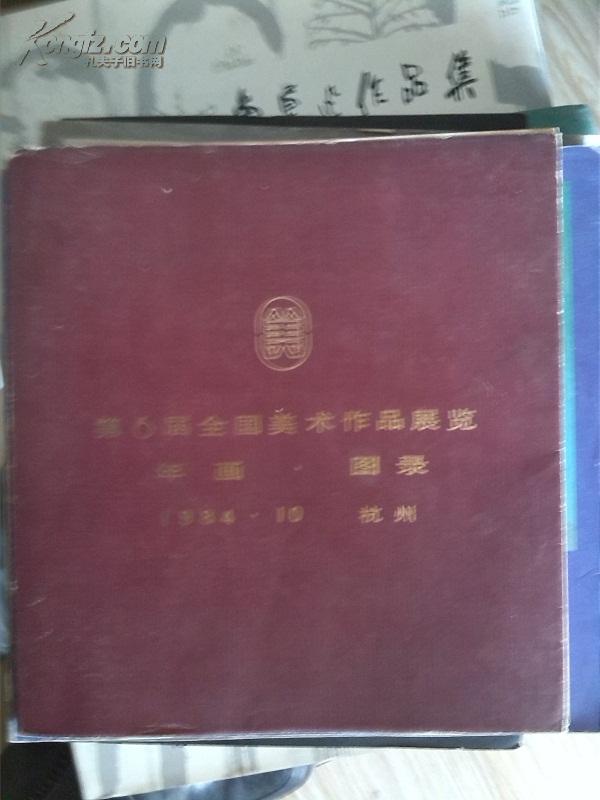 Kongfz.com
孔夫子旧书网
作品集
美
第6届全国美术作品展览
年画·图录
1984·10 杭州